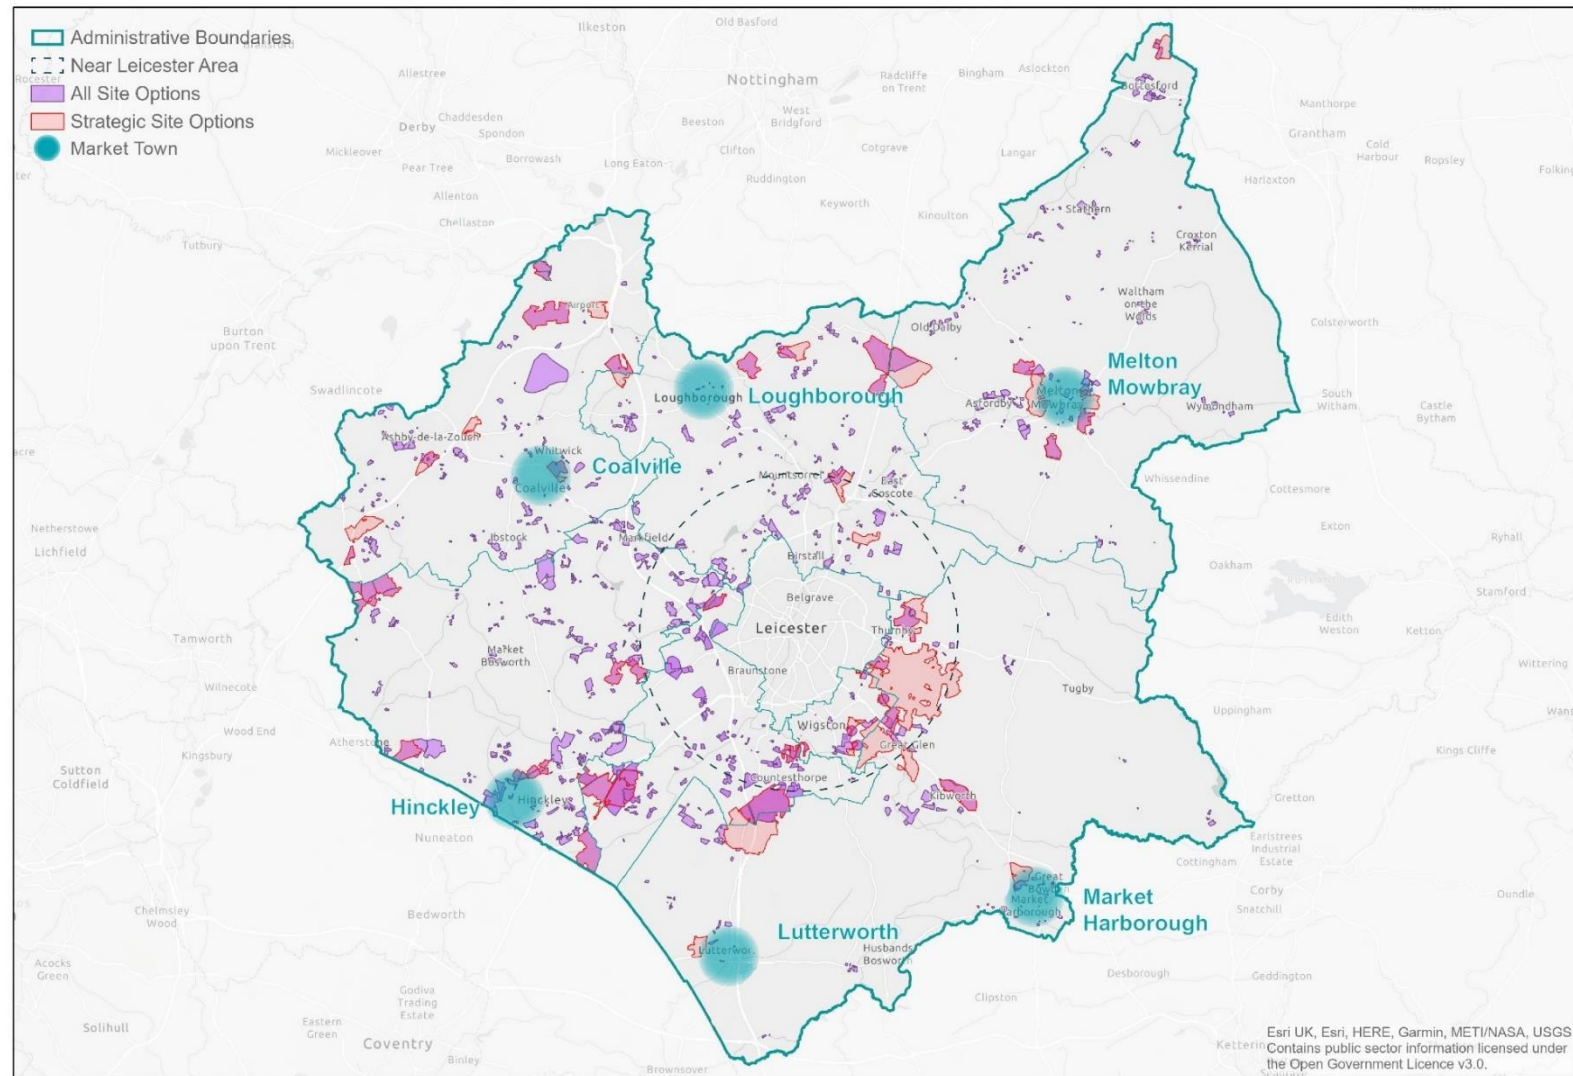 Administrative Boundaries
Near Leicester Area
All Site Options
Strategic Site Options
Market Town
Ilkeston
Old Basford
Allestree
Nottingham
Radcliffe
on Trent
Bingham
Aslockton
Bottesford
Manthorpe
Grantham
Chaddesden
Derby
Spondon
Beeston
West
Bridgford
Mickleover
Pear Tree
Borrowash
Long Eaton
Clifton
Cotgrave
Langar
Cold
Harbour
Ropsley
Ruddington
Harlaxton
Allenton
Chellaston
Keyworth
Kinoulton
Stathern
Tutbury
Croxton
Kerrial
Airport
Waltham
on the
Wolds
Burton
upon Trent
Old Dalby
Colsterworth
Swadlincote
Melton
Mowbray
Loughborough
Loughborough
Melton
Mowbray
Asfordby
Wymondham
South
Witham
Castle
Bytham
Ashby-de-la-Zouch
Whitwick
Coalville
Coalville
Mountsorrel
East
Goscote
Whissendine
Cottesmore
Netherstowe
Lichfield
Ibstock
Markfield
Birstall
Exton
Ryhall
Oakham
Belgrave
Leicester
Thurnby
Edith
Weston
Stamford
Ketton
Tamworth
Market
Bosworth
Braunstone
Tugby
Wittering
Wilnecote
Uppingham
Wood End
Kingsbury
Atherstone
Wigston
Great Glen
Kings Cliffe
Sutton
Coldfield
Countesthorpe
Kibworth
Hinckley
Hinckley
Gretton
Nuneaton
Earlstrees
Industrial
Estate
Cottingham
Corby
Great
Bowden
Market
Harborough
Market
Harborough
Snatchill
Oundle
Chelmsley
Wood
Bedworth
Lutterworth
Husbands
Bosworth
Acocks
Green
Desborough
Geddington
Godiva
Trading
Estate
Clipston
Eastern
Green
Solihull
Coventry
Binley
Brownsover
Esri UK, Esri, HERE, Garmin, METI/NASA, USGS
Contains public sector information licensed under
the Open Government Licence v3.0.